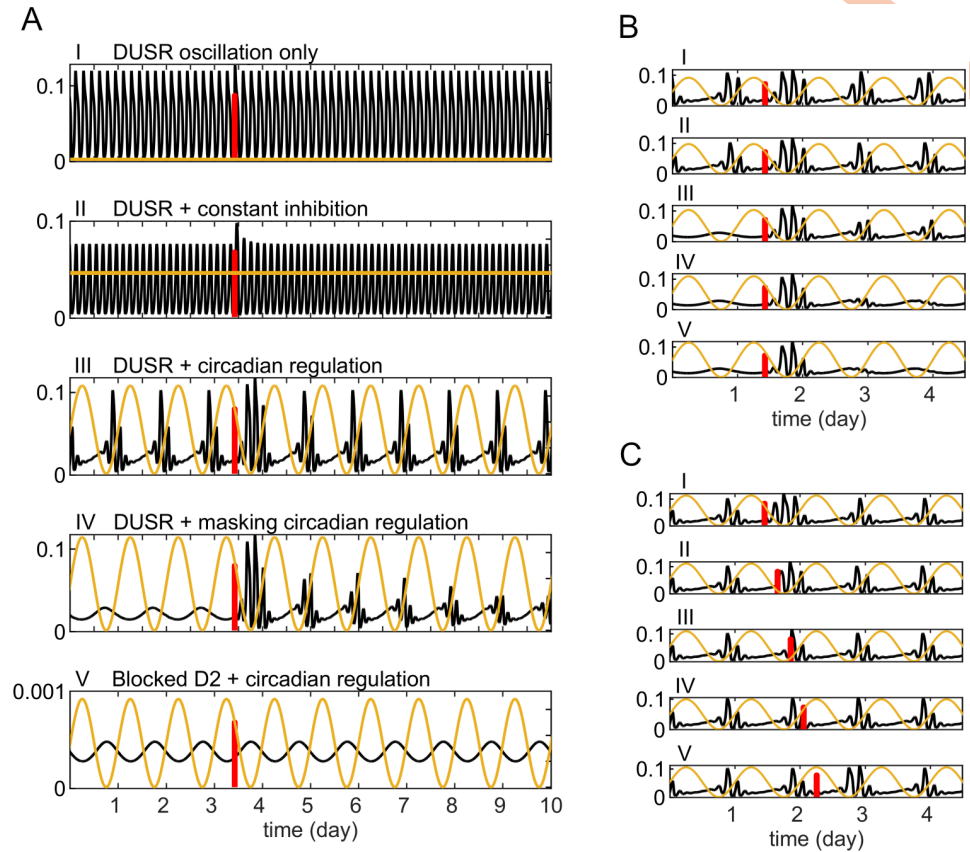 A
I DUSR oscillation only
0.1
0
II DUSR + constant inhibition
0.1
0
III DUSR + circadian regulation
0.1
0
IV DUSR + masking circadian regulation
0.1
0
V Blocked D2 + circadian regulation
0.001
0
1 2 3 4 5 6 7 8 9 10
time (day)
B
I
0.1
0
II
0.1
0
III
0.1
0
IV
0.1
0
V
0.1
0
1 2 3 4
time (day)
C
I
0.1
0
II
0.1
0
III
0.1
0
IV
0.1
0
V
0.1
0
1 2 3 4
time (day)